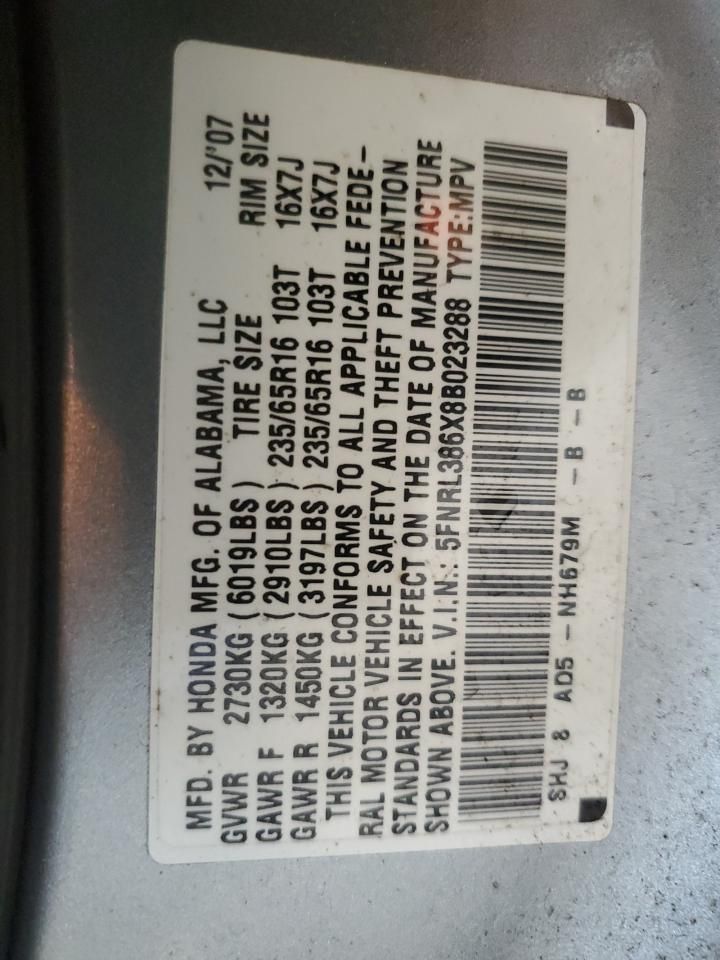 MFD. BY HONDA MFG. OF ALABAMA, LLC 12/'07
GVWR 2730KG ( 6019LBS ) TIRE SIZE RIM SIZE
GAWR F 1320KG ( 2910LBS ) 235/65R16 103T 16X7J
GAWR R 1450KG ( 3197LBS ) 235/65R16 103T 16X7J
THIS VEHICLE CONFORMS TO ALL APPLICABLE FEDE-
RAL MOTOR VEHICLE SAFETY AND THEFT PREVENTION
STANDARDS IN EFFECT ON THE DATE OF MANUFACTURE
SHOWN ABOVE. V.I.N.: 5FNRL386X8B023288 TYPE:MPV
SHJ 8 AD5 - NH679M - B - B